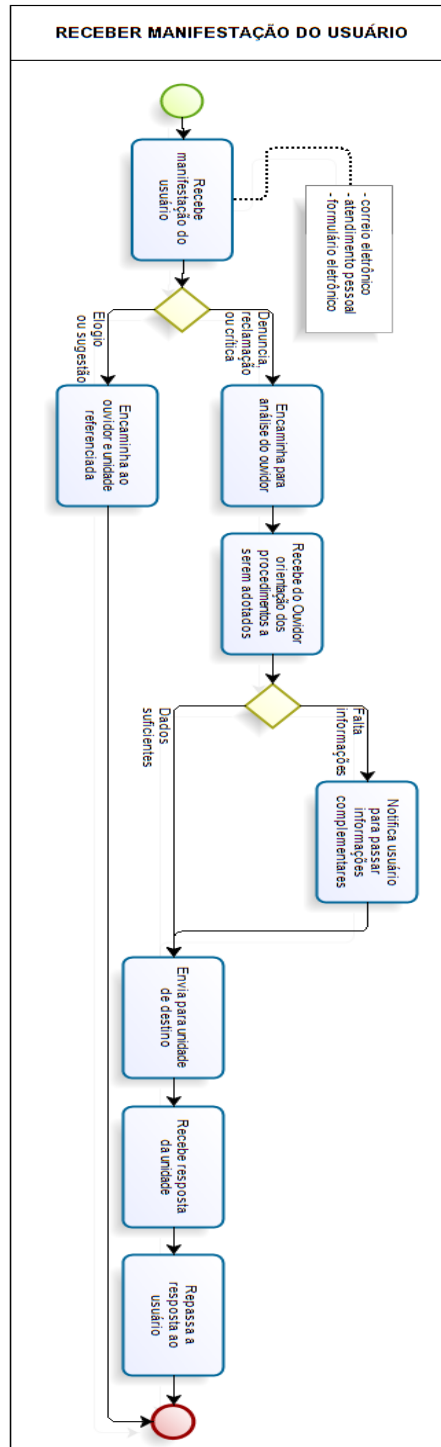 RECEBER MANIFESTAÇÃO DO USUÁRIO
Recebe
manifestação do
usuário
- correio eletrônico
- atendimento pessoal
- formulário eletrônico
Denuncia,
reclamação
ou crítica
Elogio
ou sugestão
Encaminha para
análise do ouvidor
Encaminha ao
ouvidor e unidade
referenciada
Recebe do Ouvidor
orientação dos
procedimentos a
serem adotados
Falta
informações
Dados
suficientes
Notifica usuário
para passar
informações
complementares
Envia para unidade
de destino
Recebe resposta
da unidade
Repassa a
resposta ao
usuário